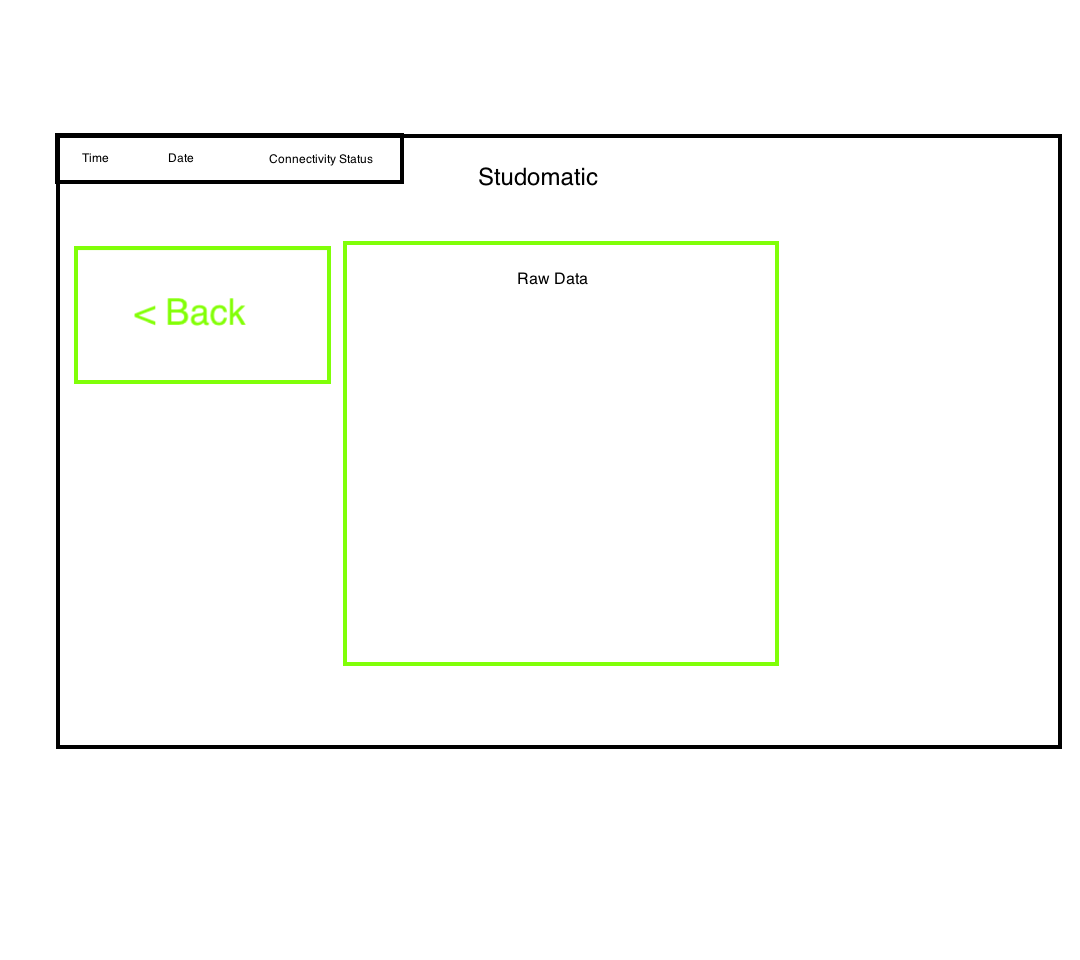 Time Date Connectivity Status
Studomatic
Raw Data
< Back